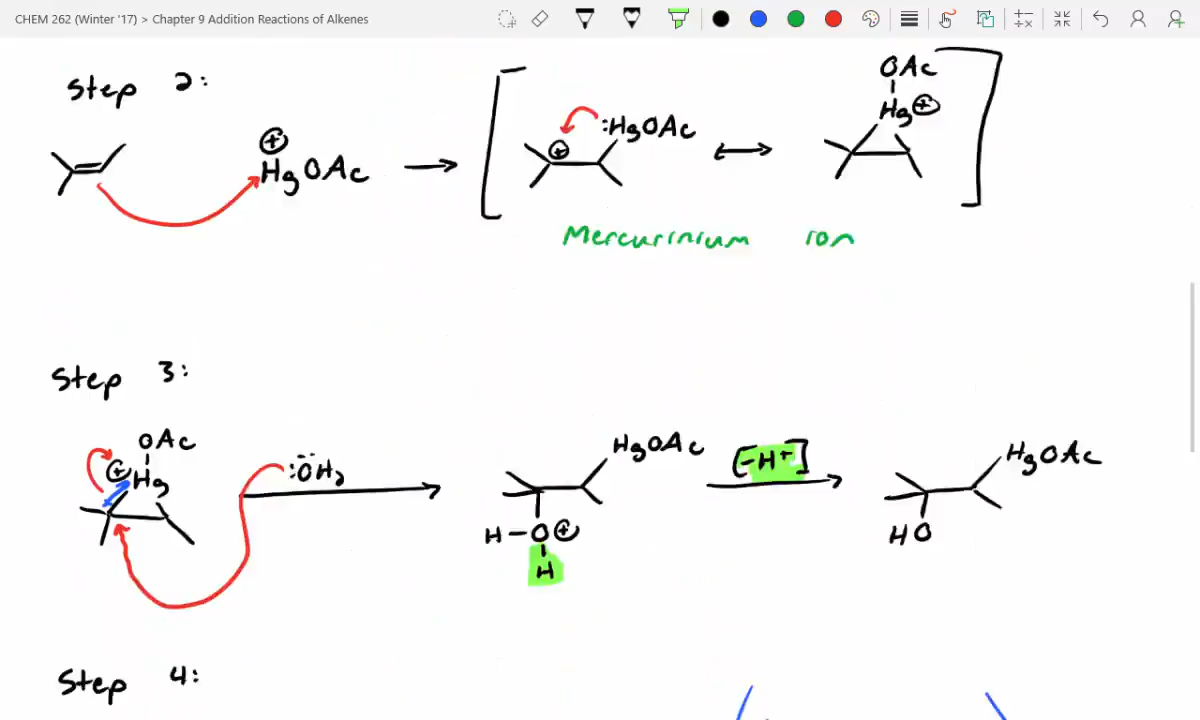 CHEM 262 (Winter '17) > Chapter 9 Addition Reactions of Alkenes
Step 2:
OAc
Hg⊕
⊕ :HgOAc
⊕
HgOAc
Mercurinium ion
Step 3:
OAc
⊕Hg
:ÖH₂
HgOAc
[-H⁺]
HgOAc
H-O⊕
H
HO
Step 4: